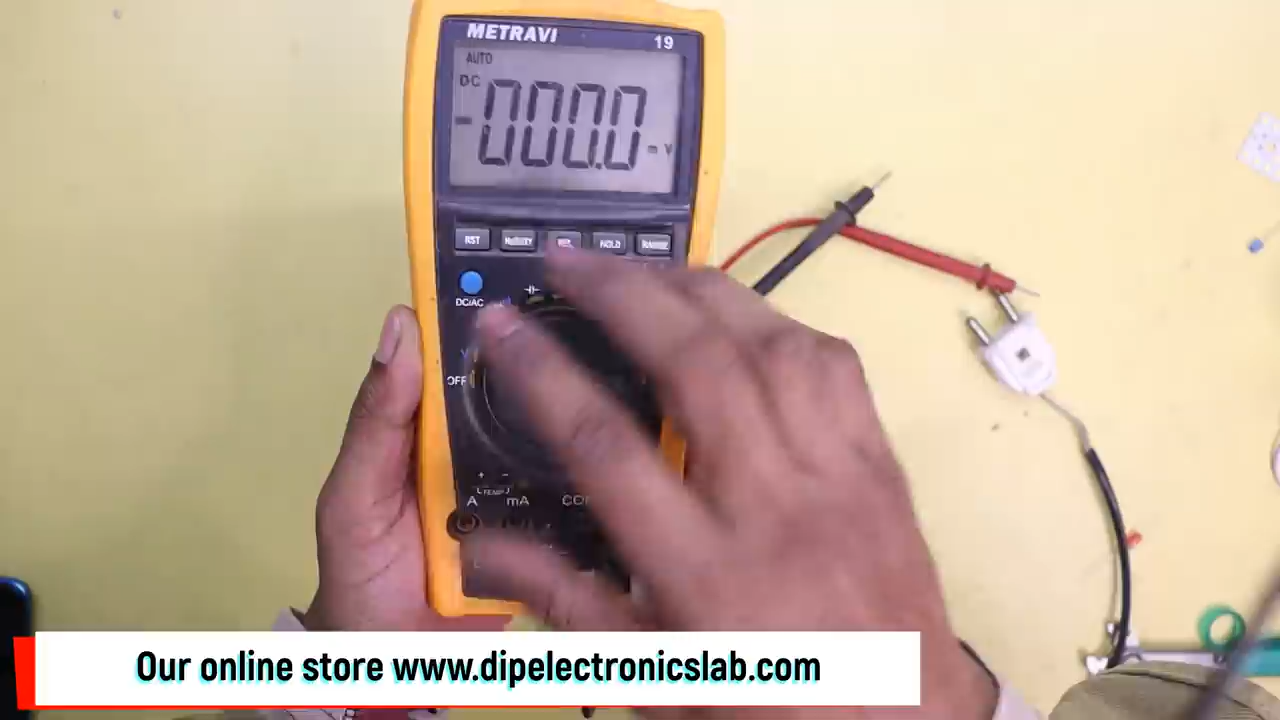 METRAVI
19
AUTO
DC
-000.0
m V
RST
HOLD
RANGE
DC/AC
V
OFF
+ -
TEMP
A
mA
Our online store www.dipelectronicslab.com